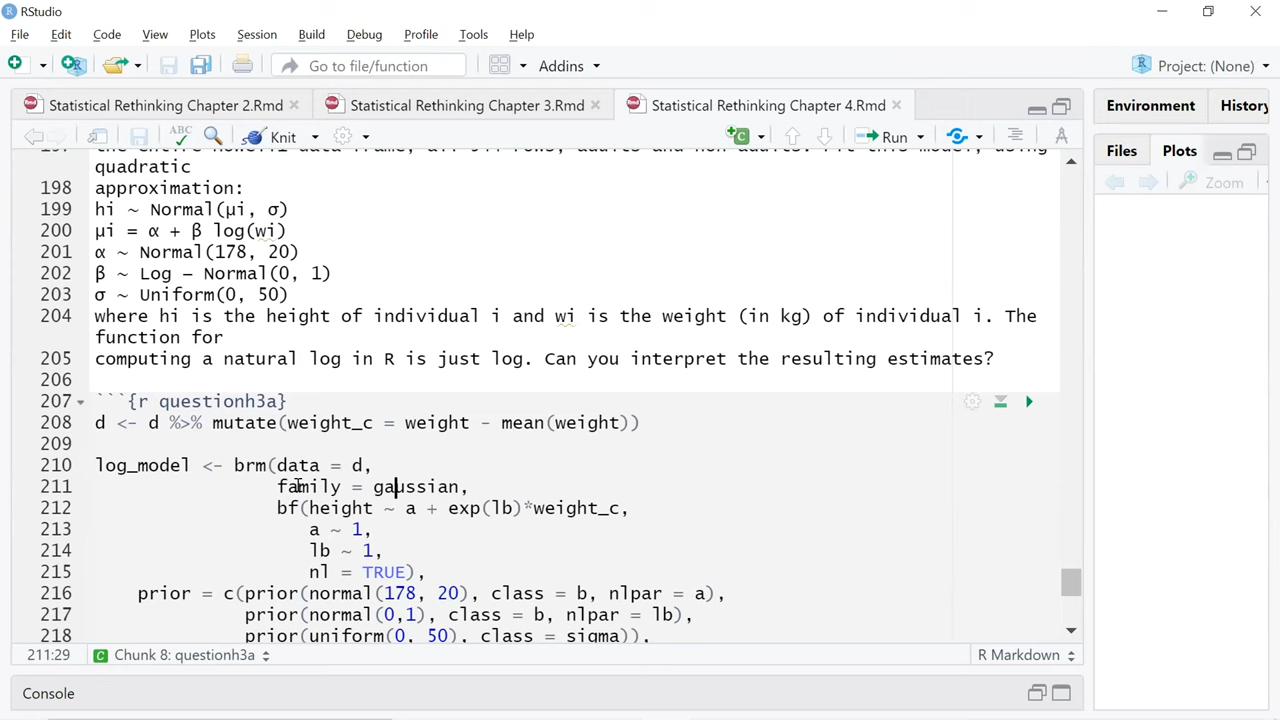 RStudio
File Edit Code View Plots Session Build Debug Profile Tools Help
Go to file/function Addins Project: (None)
Statistical Rethinking Chapter 2.Rmd Statistical Rethinking Chapter 3.Rmd Statistical Rethinking Chapter 4.Rmd
ABC Knit Run
Environment History
Files Plots
Zoom
quadratic
198 approximation:
199 hi ~ Normal(μi, σ)
200 μi = α + β log(wi)
201 α ~ Normal(178, 20)
202 β ~ Log − Normal(0, 1)
203 σ ~ Uniform(0, 50)
204 where hi is the height of individual i and wi is the weight (in kg) of individual i. The
function for
205 computing a natural log in R is just log. Can you interpret the resulting estimates?
206
207 ```{r questionh3a}
208 d <- d %>% mutate(weight_c = weight - mean(weight))
209
210 log_model <- brm(data = d,
211 family = gaussian,
212 bf(height ~ a + exp(lb)*weight_c,
213 a ~ 1,
214 lb ~ 1,
215 nl = TRUE),
216 prior = c(prior(normal(178, 20), class = b, nlpar = a),
217 prior(normal(0,1), class = b, nlpar = lb),
218 prior(uniform(0, 50), class = sigma)),
211:29 Chunk 8: questionh3a R Markdown
Console